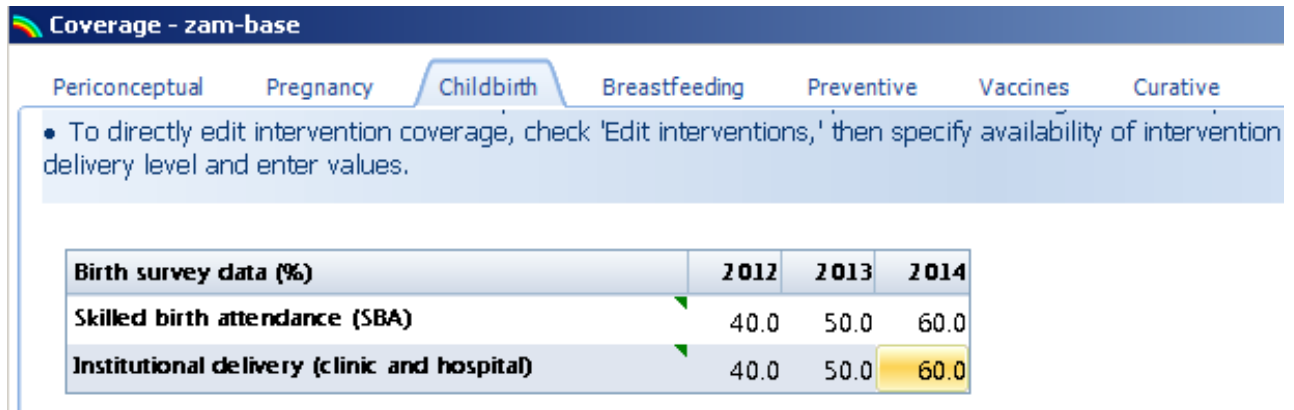 Coverage - zam-base
Periconceptual Pregnancy Childbirth Breastfeeding Preventive Vaccines Curative
• To directly edit intervention coverage, check 'Edit interventions,' then specify availability of intervention
delivery level and enter values.
Birth survey data (%) 2012 2013 2014
Skilled birth attendance (SBA) 40.0 50.0 60.0
Institutional delivery (clinic and hospital) 40.0 50.0 60.0